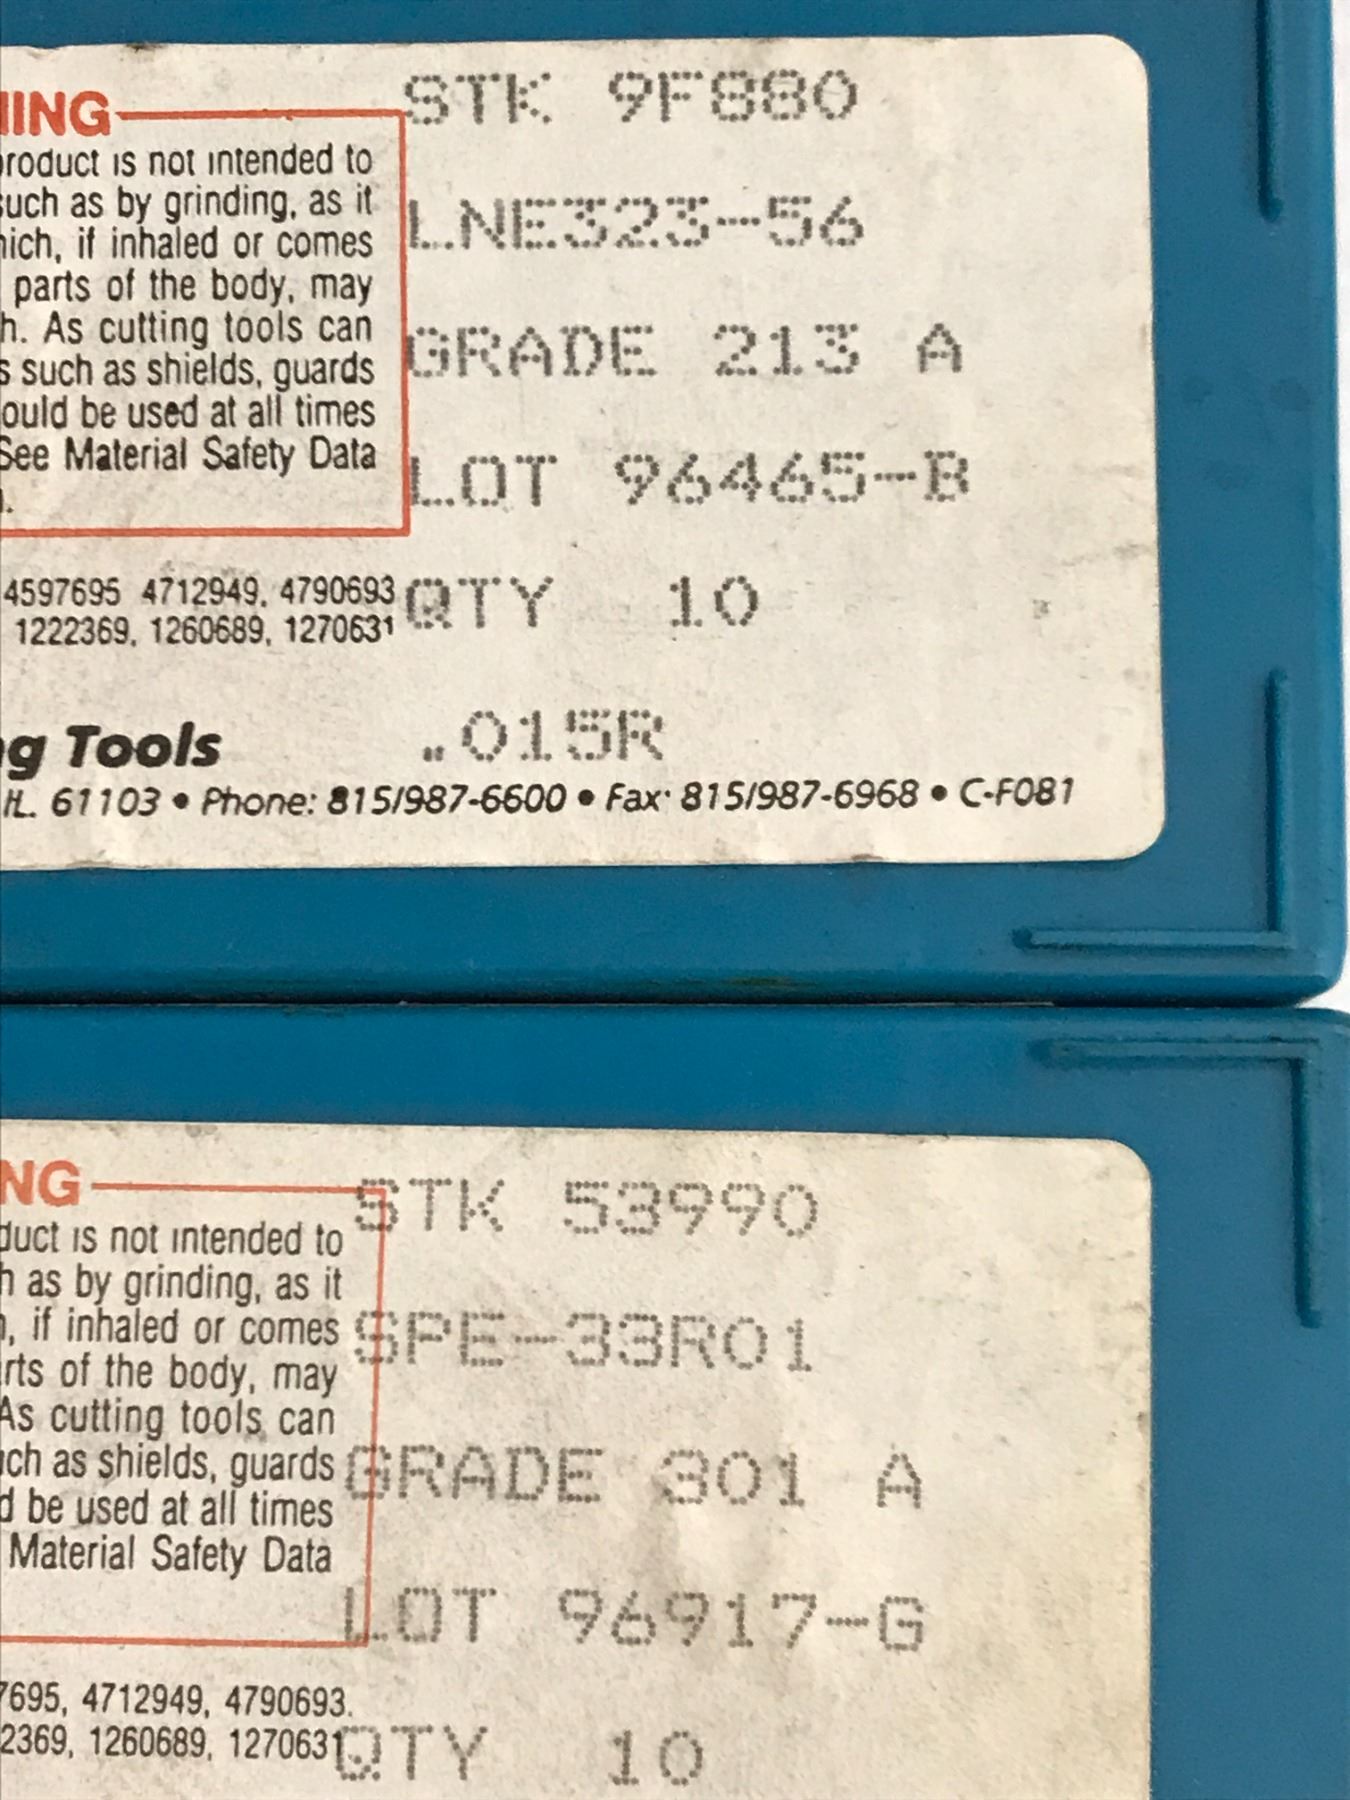 STK 9F880
NING
product is not intended to
such as by grinding, as it
LNE323-56
hich, if inhaled or comes
parts of the body, may
h. As cutting tools can
GRADE 213 A
s such as shields, guards
ould be used at all times
See Material Safety Data
LOT 96465-B
n.
4597695 4712949, 4790693
QTY 10
1222369, 1260689, 1270631
.015R
ng Tools
IL. 61103 • Phone: 815/987-6600 • Fax: 815/987-6968 • C-F081
NG
STK 53990
duct is not intended to
h as by grinding, as it
n, if inhaled or comes
SPE-33R01
rts of the body, may
As cutting tools can
uch as shields, guards
GRADE 301 A
d be used at all times
Material Safety Data
LOT 96917-G
7695, 4712949, 4790693.
2369, 1260689, 1270631
QTY 10